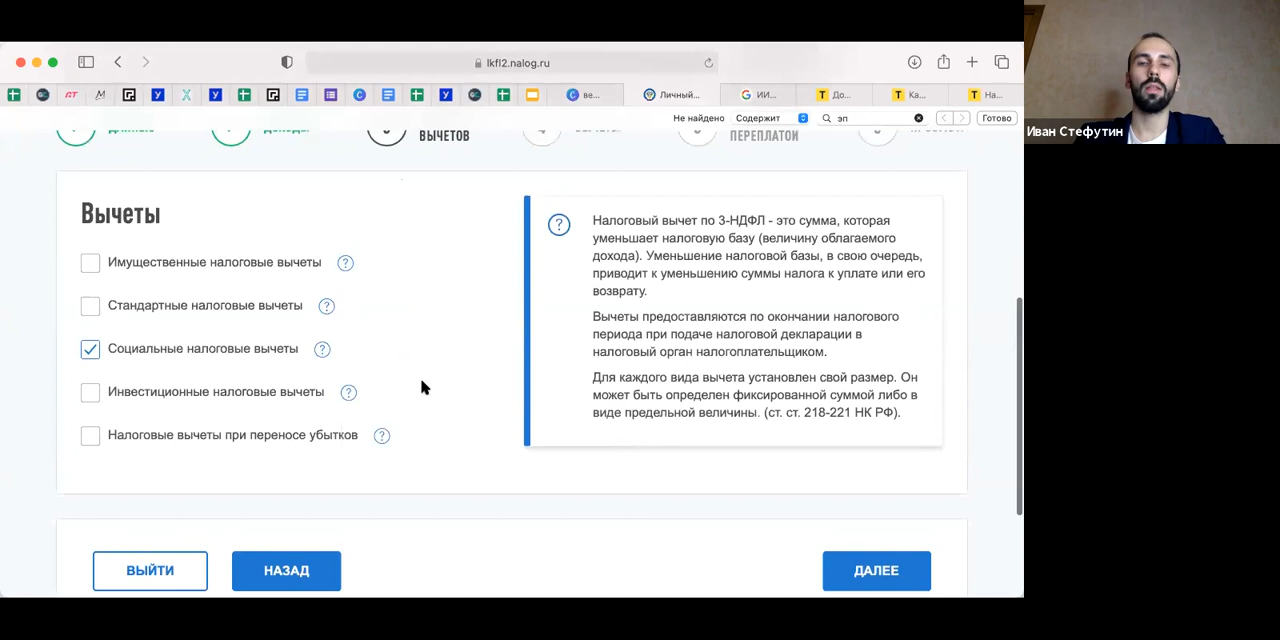 lkfl2.nalog.ru
ве...
Личный...
ИИ...
До...
Ка...
На...
Не найдено
Содержит
эп
Готово
ВЫЧЕТОВ
ПЕРЕПЛАТОЙ
Иван Стефутин
Вычеты
Имущественные налоговые вычеты
Стандартные налоговые вычеты
Социальные налоговые вычеты
Инвестиционные налоговые вычеты
Налоговые вычеты при переносе убытков
Налоговый вычет по 3-НДФЛ - это сумма, которая
уменьшает налоговую базу (величину облагаемого
дохода). Уменьшение налоговой базы, в свою очередь,
приводит к уменьшению суммы налога к уплате или его
возврату.
Вычеты предоставляются по окончании налогового
периода при подаче налоговой декларации в
налоговый орган налогоплательщиком.
Для каждого вида вычета установлен свой размер. Он
может быть определен фиксированной суммой либо в
виде предельной величины. (ст. ст. 218-221 НК РФ).
ВЫЙТИ
НАЗАД
ДАЛЕЕ